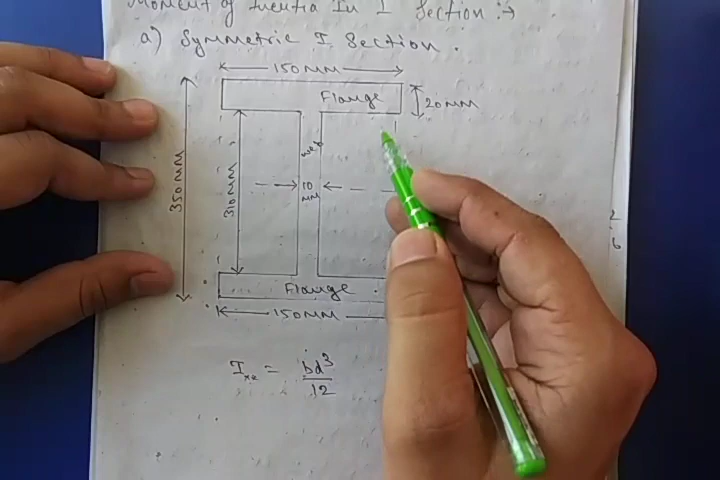 Moment of Inertia In I Section :→
a) Symmetric I Section.
150MM
Flange
20MM
web
350MM
310MM
10
MM
Flange
150MM
Ixx = bd³
12